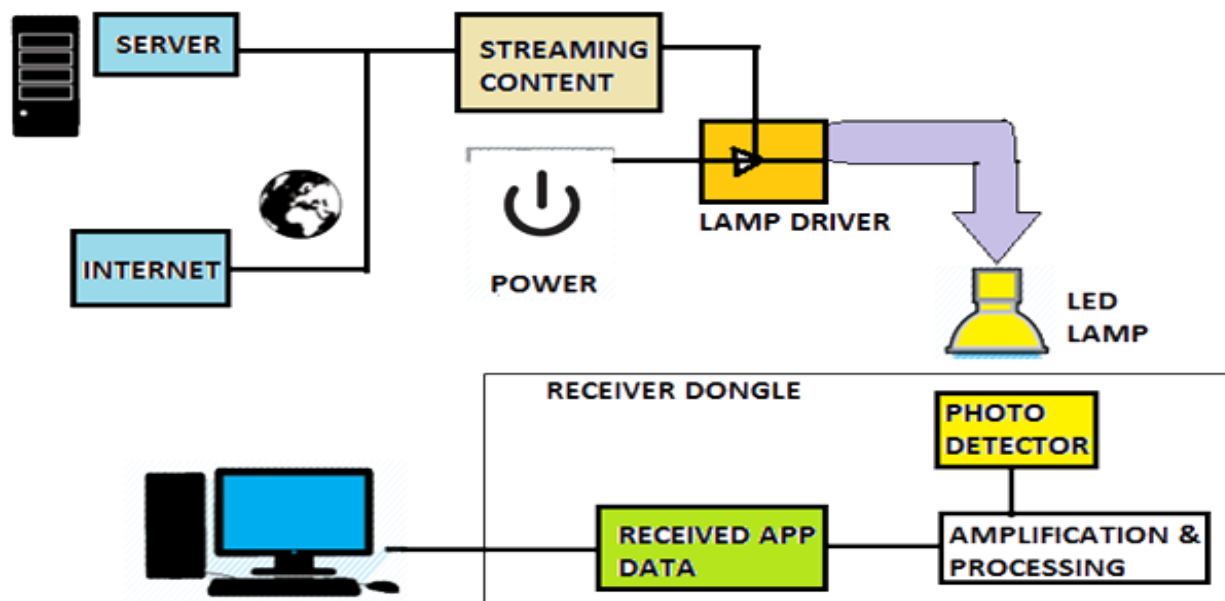 SERVER
STREAMING
CONTENT
LAMP DRIVER
INTERNET
POWER
LED
LAMP
RECEIVER DONGLE
PHOTO
DETECTOR
RECEIVED APP
DATA
AMPLIFICATION &
PROCESSING